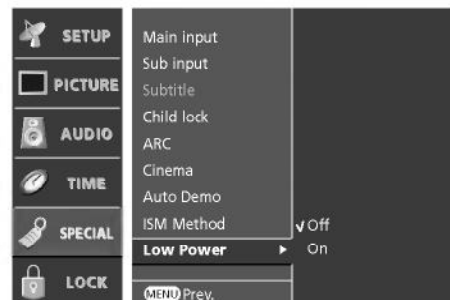 SETUP
PICTURE
AUDIO
TIME
SPECIAL
LOCK
Main input
Sub input
Subtitle
Child lock
ARC
Cinema
Auto Demo
ISM Method
Low Power
Off
On
MENU Prev.